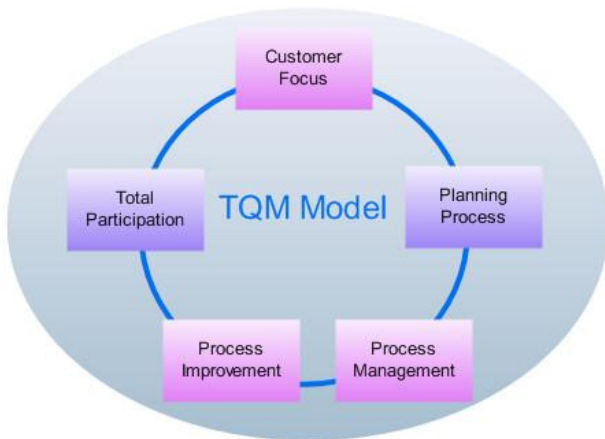 Customer
Focus
Total
Participation
TQM Model
Planning
Process
Process
Improvement
Process
Management